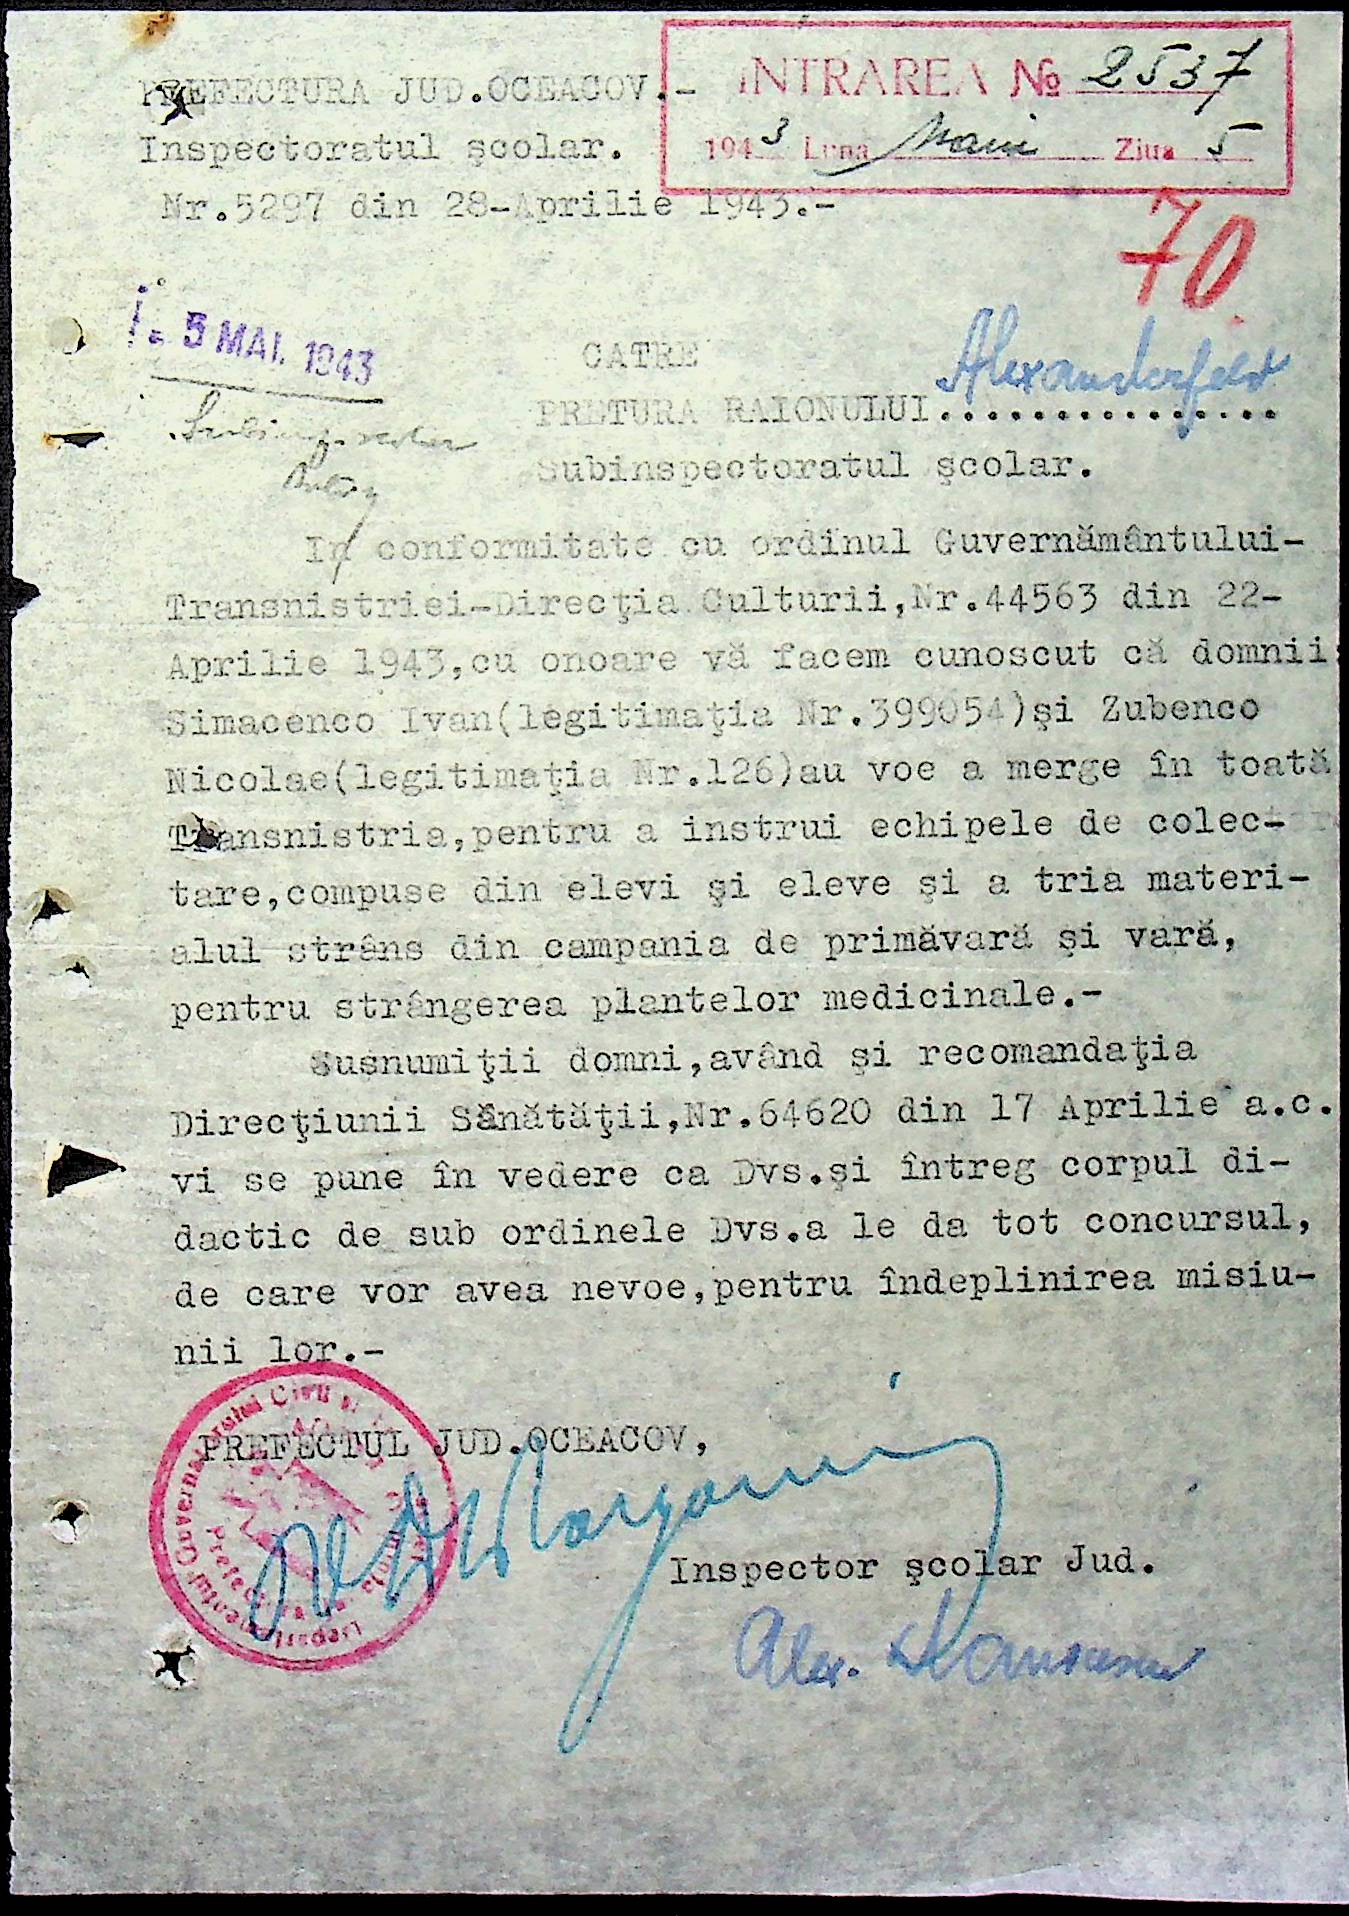 PREFECTURA JUD.OCEACOV.-
INTRAREA № 2537
Inspectoratul şcolar.
1943 Luna Maiu Ziua 5
Nr.5297 din 28-Aprilie 1943.-
70
5 MAI. 1943
CATRE
PRETURA RAIONULUI Alexanderfeld
Subinspectoratul şcolar.
In conformitate cu ordinul Guvernământului-
Transnistriei-Direcţia Culturii,Nr.44563 din 22-
Aprilie 1943,cu onoare vă facem cunoscut că domnii:
Simacenco Ivan(legitimaţia Nr.399054)şi Zubenco
Nicolae(legitimaţia Nr.126)au voe a merge în toată
Transnistria,pentru a instrui echipele de colec-
tare,compuse din elevi şi eleve şi a tria materi-
alul strâns din campania de primăvară şi vară,
pentru strângerea plantelor medicinale.-
Susnumiţii domni,având şi recomandaţia
Direcţiunii Sănătăţii,Nr.64620 din 17 Aprilie a.c.
vi se pune în vedere ca Dvs.şi întreg corpul di-
dactic de sub ordinele Dvs.a le da tot concursul,
de care vor avea nevoe,pentru îndeplinirea misiu-
nii lor.-
PREFECTUL JUD.OCEACOV,
Inspector şcolar Jud.
Alex.